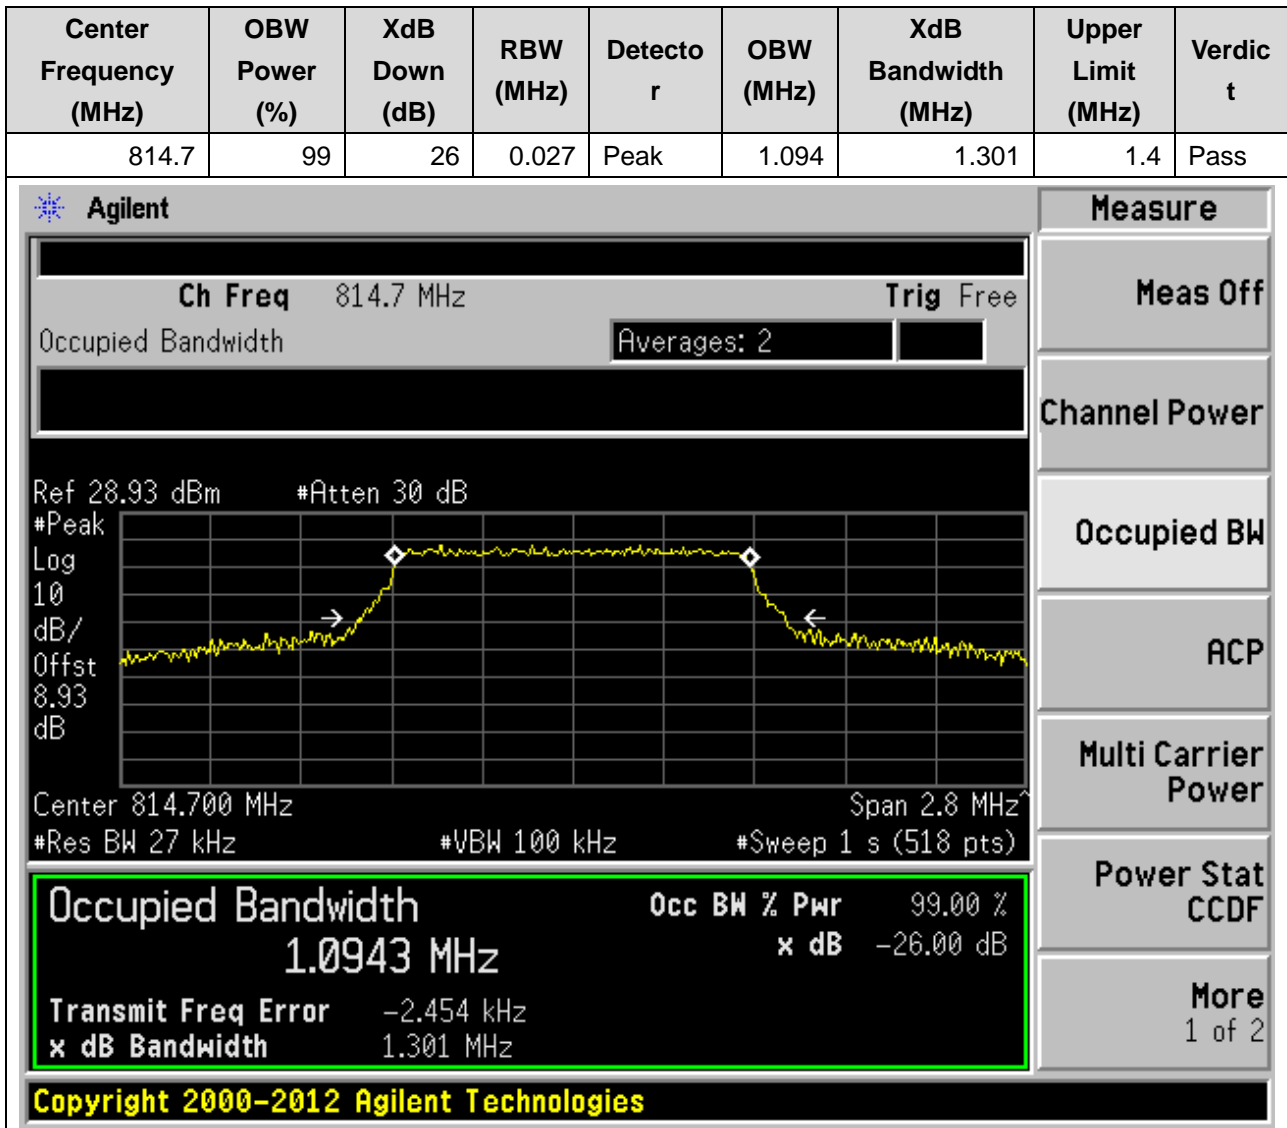 Center Frequency (MHz) OBW Power (%) XdB Down (dB) RBW (MHz) Detecto r OBW (MHz) XdB Bandwidth (MHz) Upper Limit (MHz) Verdic t
814.7 99 26 0.027 Peak 1.094 1.301 1.4 Pass
Agilent
Measure
Ch Freq 814.7 MHz Trig Free
Meas Off
Occupied Bandwidth Averages: 2
Channel Power
Ref 28.93 dBm #Atten 30 dB
#Peak
Log
10
dB/
Offst
8.93
dB
Occupied BW
ACP
Multi Carrier
Power
Center 814.700 MHz Span 2.8 MHz^
#Res BW 27 kHz #VBW 100 kHz #Sweep 1 s (518 pts)
Power Stat
CCDF
Occupied Bandwidth Occ BW % Pwr 99.00 %
1.0943 MHz x dB -26.00 dB
Transmit Freq Error -2.454 kHz
x dB Bandwidth 1.301 MHz
More
1 of 2
Copyright 2000-2012 Agilent Technologies